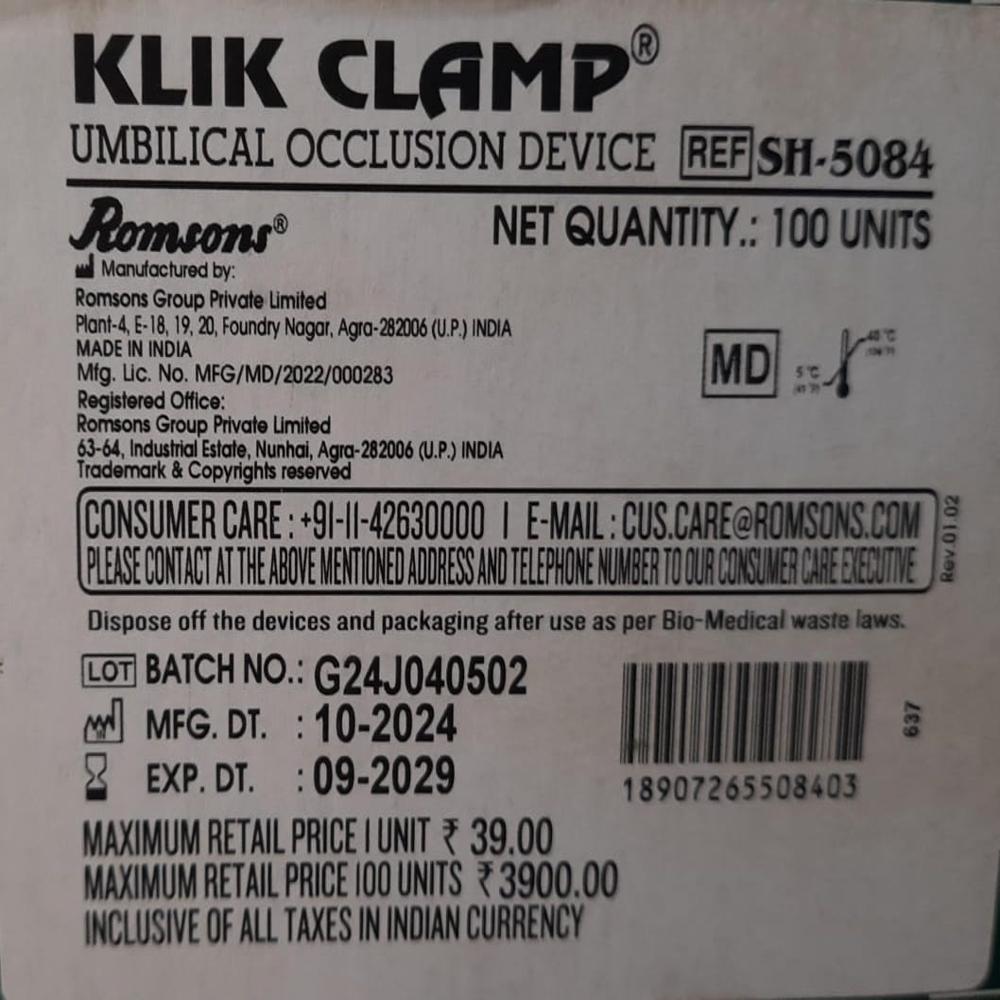 KLIK CLAMP®
UMBILICAL OCCLUSION DEVICE REF SH-5084
Romsons® NET QUANTITY.: 100 UNITS
Manufactured by:
Romsons Group Private Limited
Plant-4, E-18, 19, 20, Foundry Nagar, Agra-282006 (U.P.) INDIA
MADE IN INDIA
Mfg. Lic. No. MFG/MD/2022/000283
Registered Office:
Romsons Group Private Limited
63-64, Industrial Estate, Nunhai, Agra-282006 (U.P.) INDIA
Trademark & Copyrights reserved
MD 5°C 40°C
CONSUMER CARE : +91-11-42630000 | E-MAIL : CUS.CARE@ROMSONS.COM
PLEASE CONTACT AT THE ABOVE MENTIONED ADDRESS AND TELEPHONE NUMBER TO OUR CONSUMER CARE EXECUTIVE
Rev.01.02
Dispose off the devices and packaging after use as per Bio-Medical waste laws.
LOT BATCH NO.: G24J040502
MFG. DT. : 10-2024
EXP. DT. : 09-2029
18907265508403
637
MAXIMUM RETAIL PRICE 1 UNIT ₹ 39.00
MAXIMUM RETAIL PRICE 100 UNITS ₹ 3900.00
INCLUSIVE OF ALL TAXES IN INDIAN CURRENCY